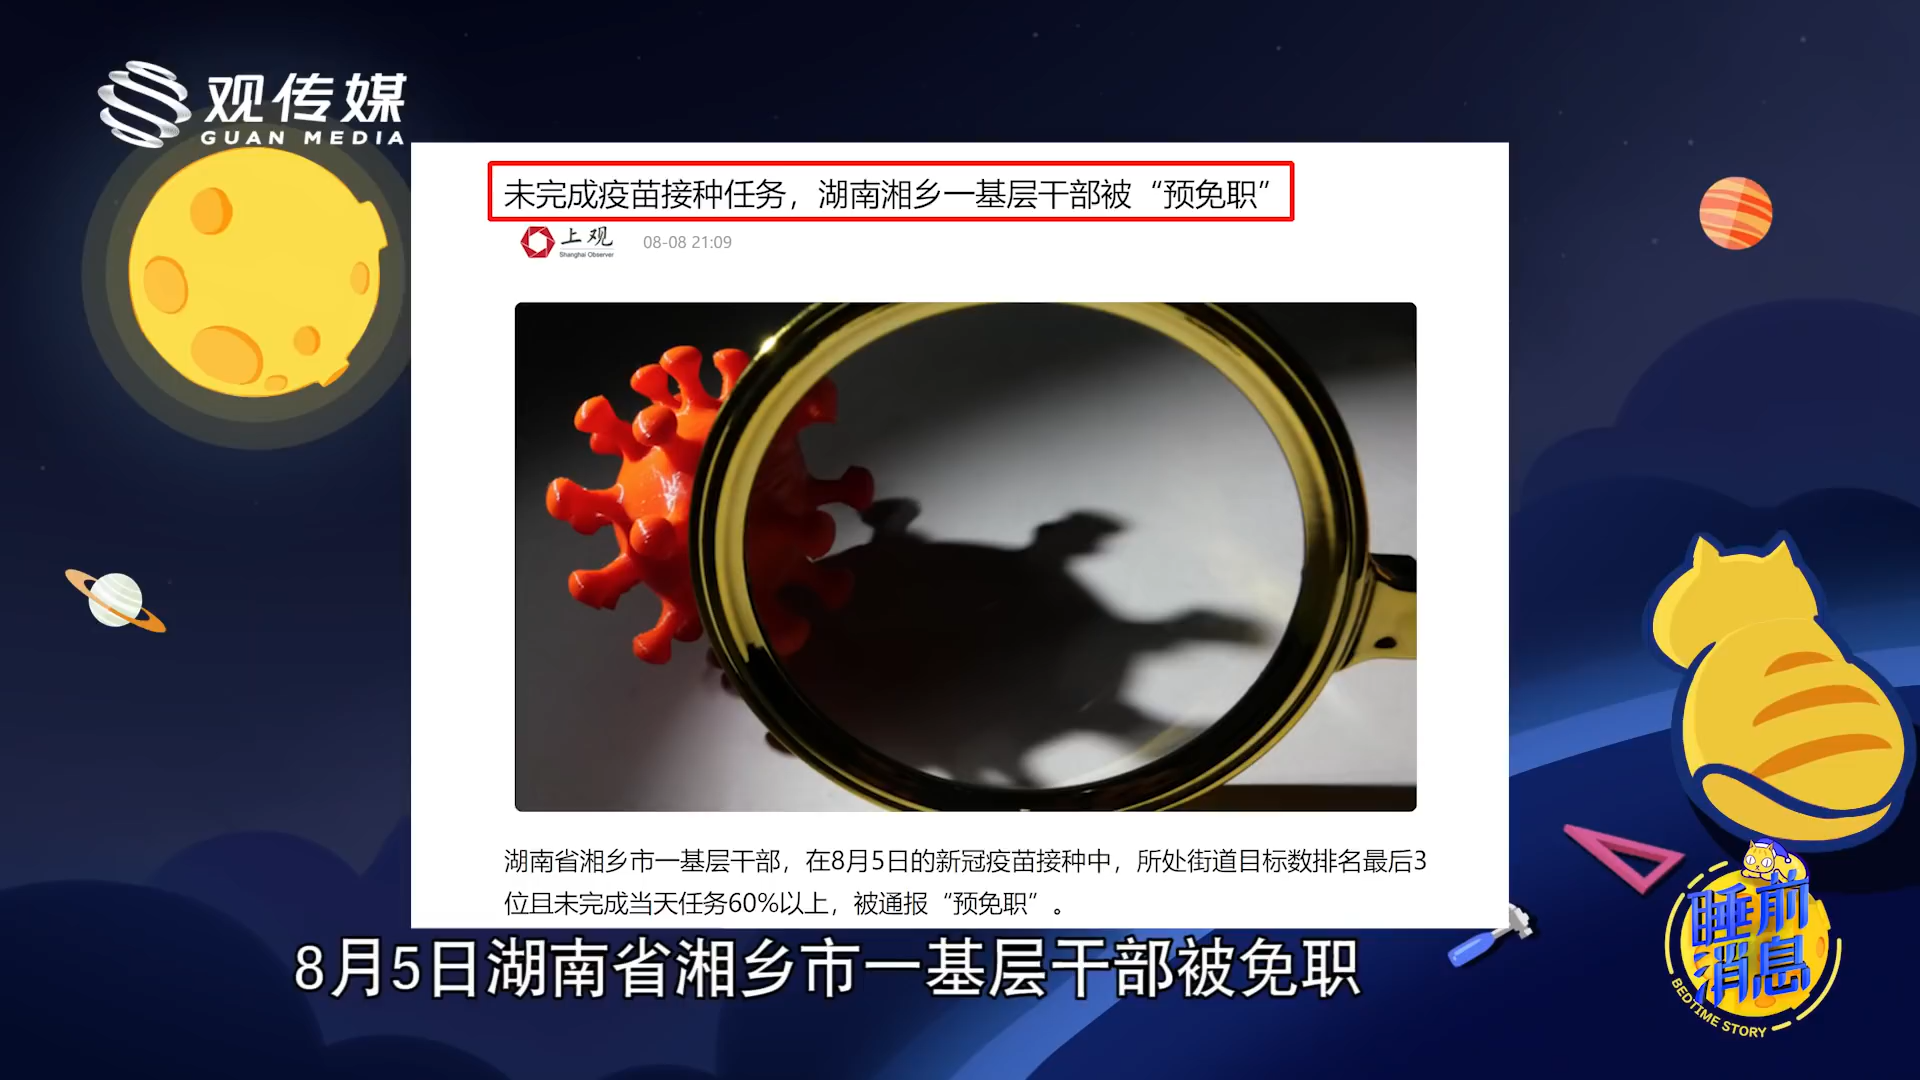 观传媒
GUAN MEDIA
未完成疫苗接种任务，湖南湘乡一基层干部被“预免职”
上观
Shanghai Observer
08-08 21:09
湖南省湘乡市一基层干部，在8月5日的新冠疫苗接种中，所处街道目标数排名最后3
位且未完成当天任务60%以上，被通报“预免职”。
8月5日湖南省湘乡市一基层干部被免职
睡前
消息
BEDTIME STORY